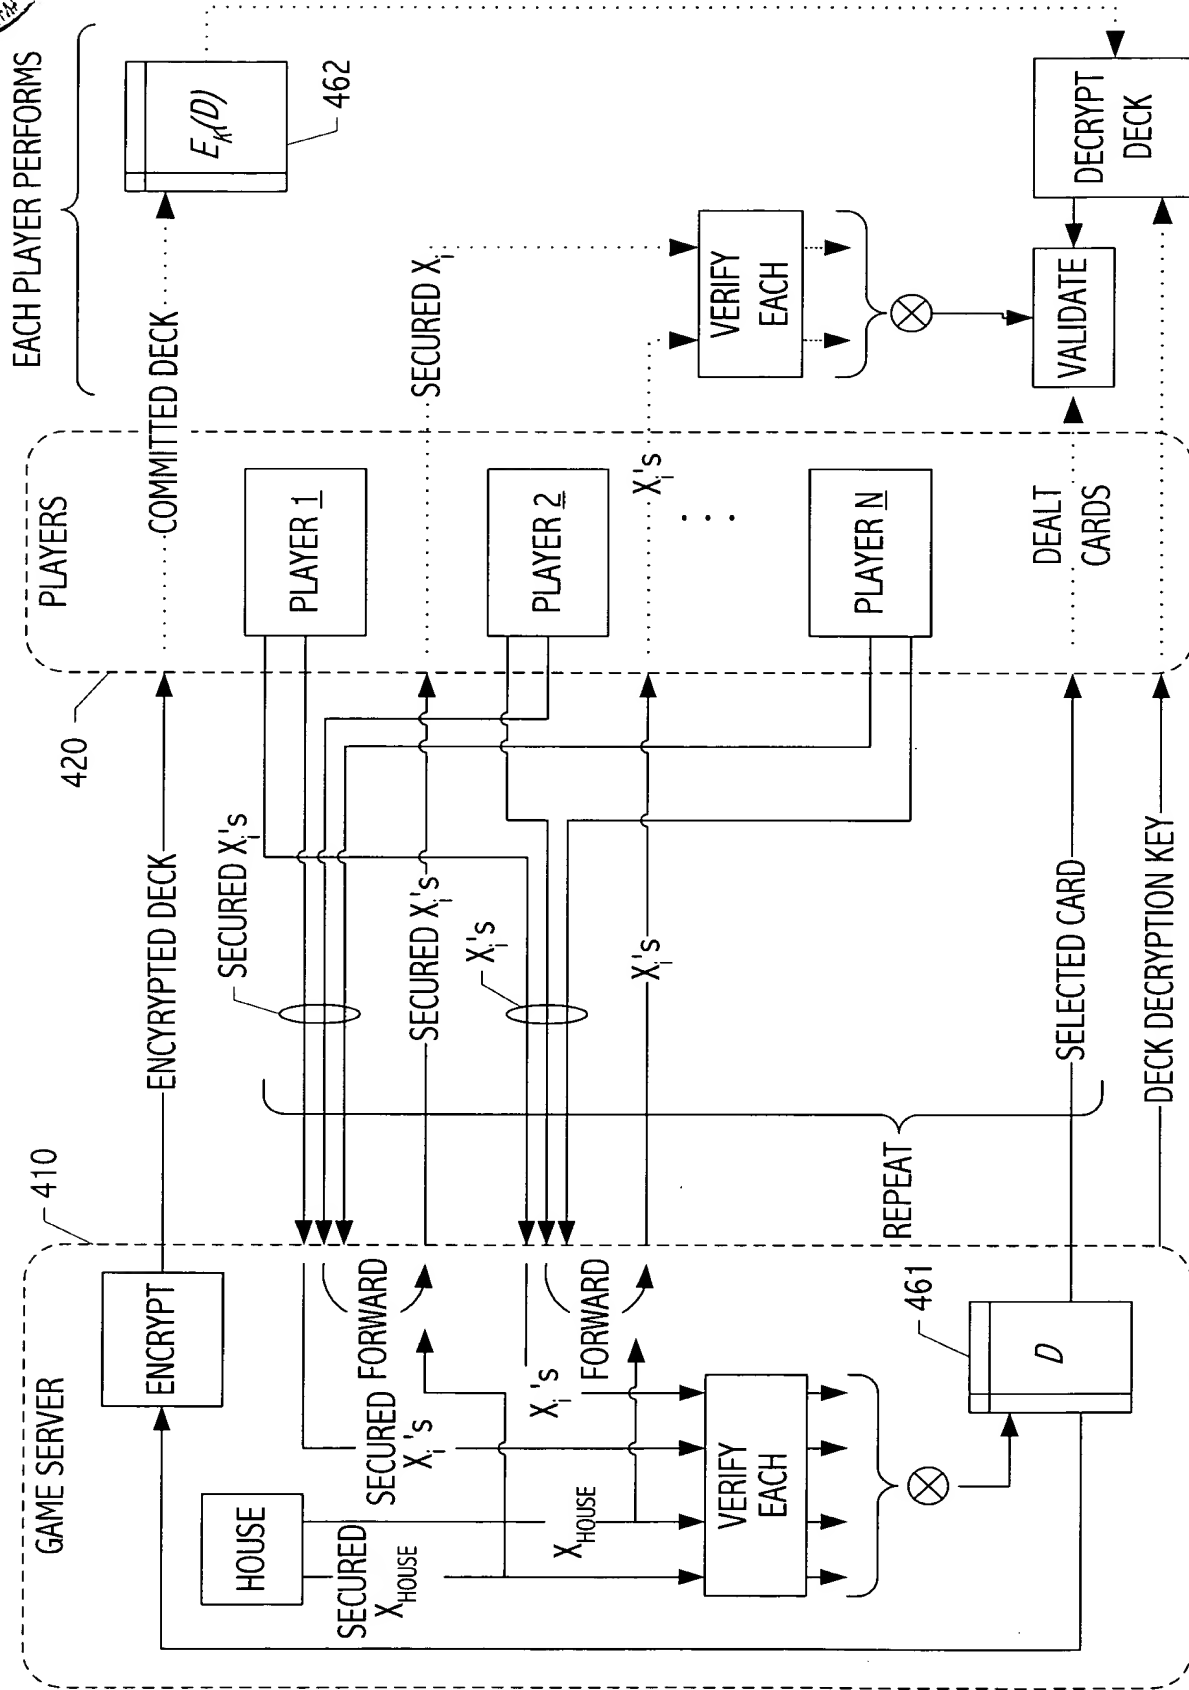 EACH PLAYER PERFORMS
E_K(D)
462
COMMITTED DECK
SECURED X_i
VERIFY
EACH
VALIDATE
DECRYPT
DECK
PLAYERS
420
PLAYER 1
PLAYER 2
X_i's
. . .
PLAYER N
DEALT
CARDS
ENCYRYPTED DECK
SECURED X_i's
SECURED X_i's
X_i's
X_i's
SELECTED CARD
DECK DECRYPTION KEY
REPEAT
410
GAME SERVER
ENCRYPT
HOUSE
FORWARD
SECURED
X_i's
SECURED
X_HOUSE
FORWARD
X_i's
X_HOUSE
VERIFY
EACH
461
D